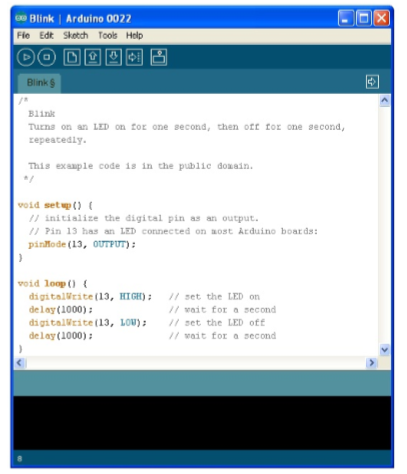 Blink | Arduino 0022
File Edit Sketch Tools Help
Blink §
/*
  Blink
  Turns on an LED on for one second, then off for one second,
  repeatedly.

  This example code is in the public domain.
 */

void setup() {
  // initialize the digital pin as an output.
  // Pin 13 has an LED connected on most Arduino boards:
  pinMode(13, OUTPUT);
}

void loop() {
  digitalWrite(13, HIGH);   // set the LED on
  delay(1000);              // wait for a second
  digitalWrite(13, LOW);    // set the LED off
  delay(1000);              // wait for a second
}